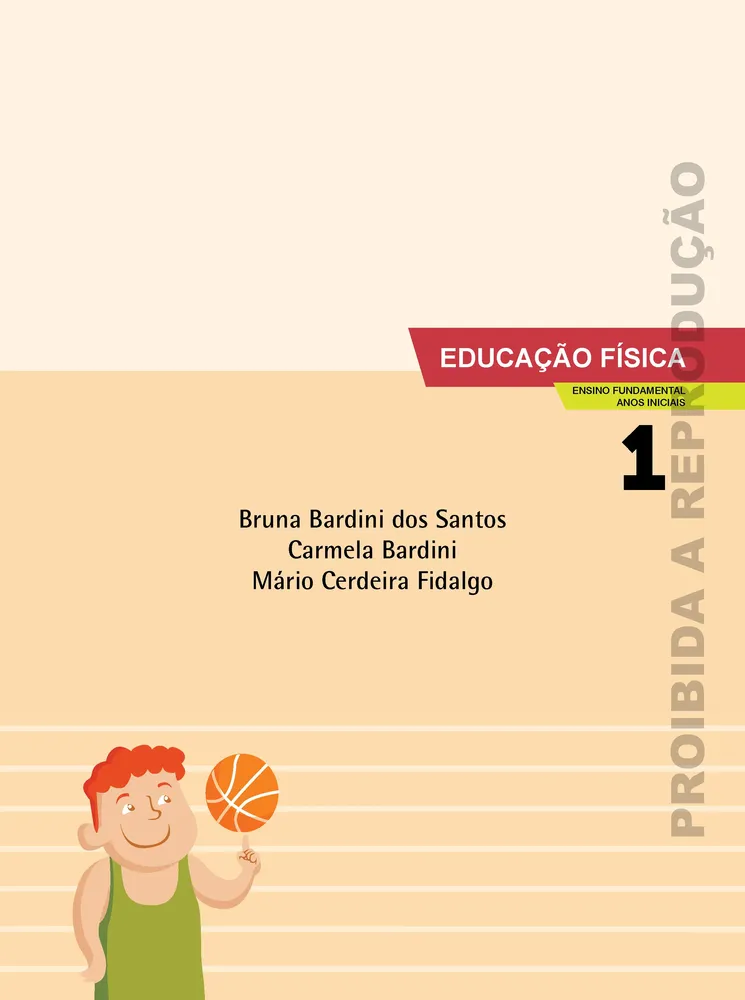 EDUCAÇÃO FÍSICA
ENSINO FUNDAMENTAL
ANOS INICIAIS
1
Bruna Bardini dos Santos
Carmela Bardini
Mário Cerdeira Fidalgo
PROIBIDA A REPRODUÇÃO